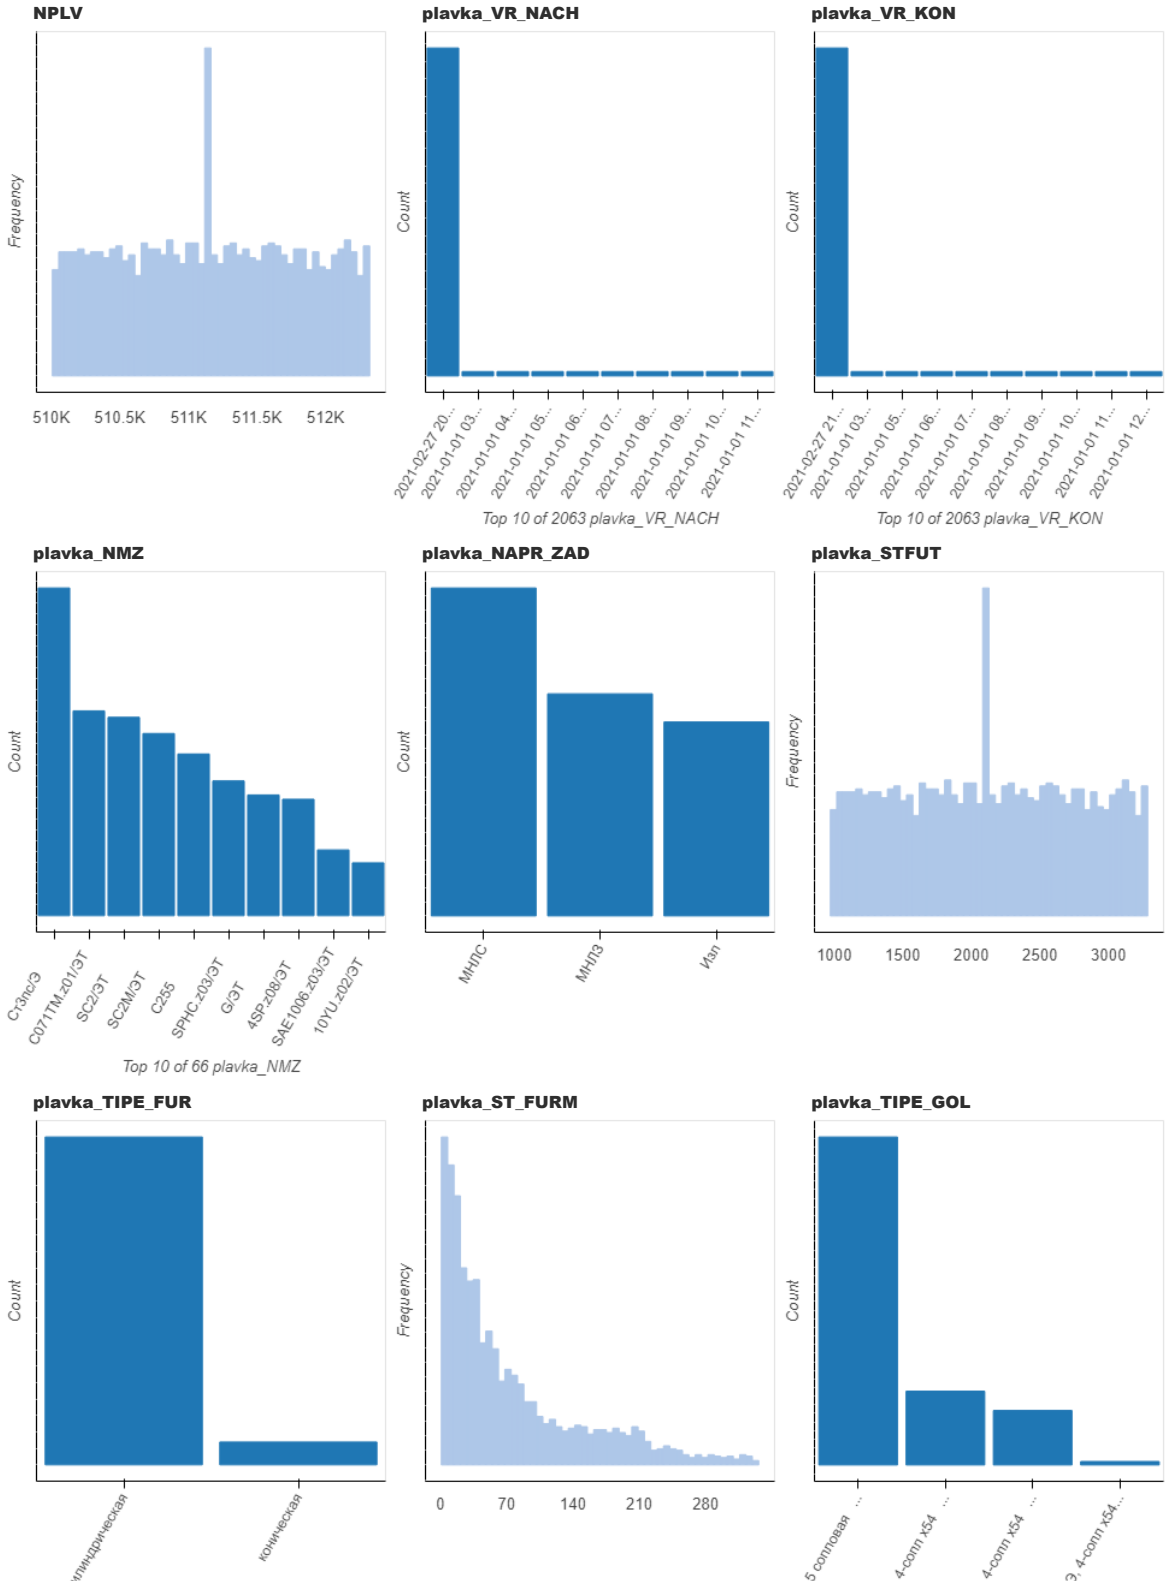 NPLV
plavka_VR_NACH
plavka_VR_KON
Frequency
Count
Count
510K 510.5K 511K 511.5K 512K
2021-02-27 20...
2021-01-01 03...
2021-01-01 04...
2021-01-01 05...
2021-01-01 06...
2021-01-01 07...
2021-01-01 08...
2021-01-01 09...
2021-01-01 10...
2021-01-01 11...
Top 10 of 2063 plavka_VR_NACH
2021-02-27 21...
2021-01-01 03...
2021-01-01 05...
2021-01-01 06...
2021-01-01 07...
2021-01-01 08...
2021-01-01 09...
2021-01-01 10...
2021-01-01 11...
2021-01-01 12...
Top 10 of 2063 plavka_VR_KON
plavka_NMZ
plavka_NAPR_ZAD
plavka_STFUT
Count
Count
Frequency
Ст3пс/Э
C071TM.z01/ЭТ
SC2/ЭТ
SC2M/ЭТ
C255
SPHC.z03/ЭТ
G/ЭТ
4SP.z08/ЭТ
SAE1006.z03/ЭТ
10YU.z02/ЭТ
Top 10 of 66 plavka_NMZ
МНЛС
МНЛЗ
Изл
1000 1500 2000 2500 3000
plavka_TIPE_FUR
plavka_ST_FURM
plavka_TIPE_GOL
Count
Frequency
Count
илиндрическая
коническая
0 70 140 210 280
5 сопловая ...
4-сопл х54 ...
4-сопл х54 ...
Э, 4-сопл х54...